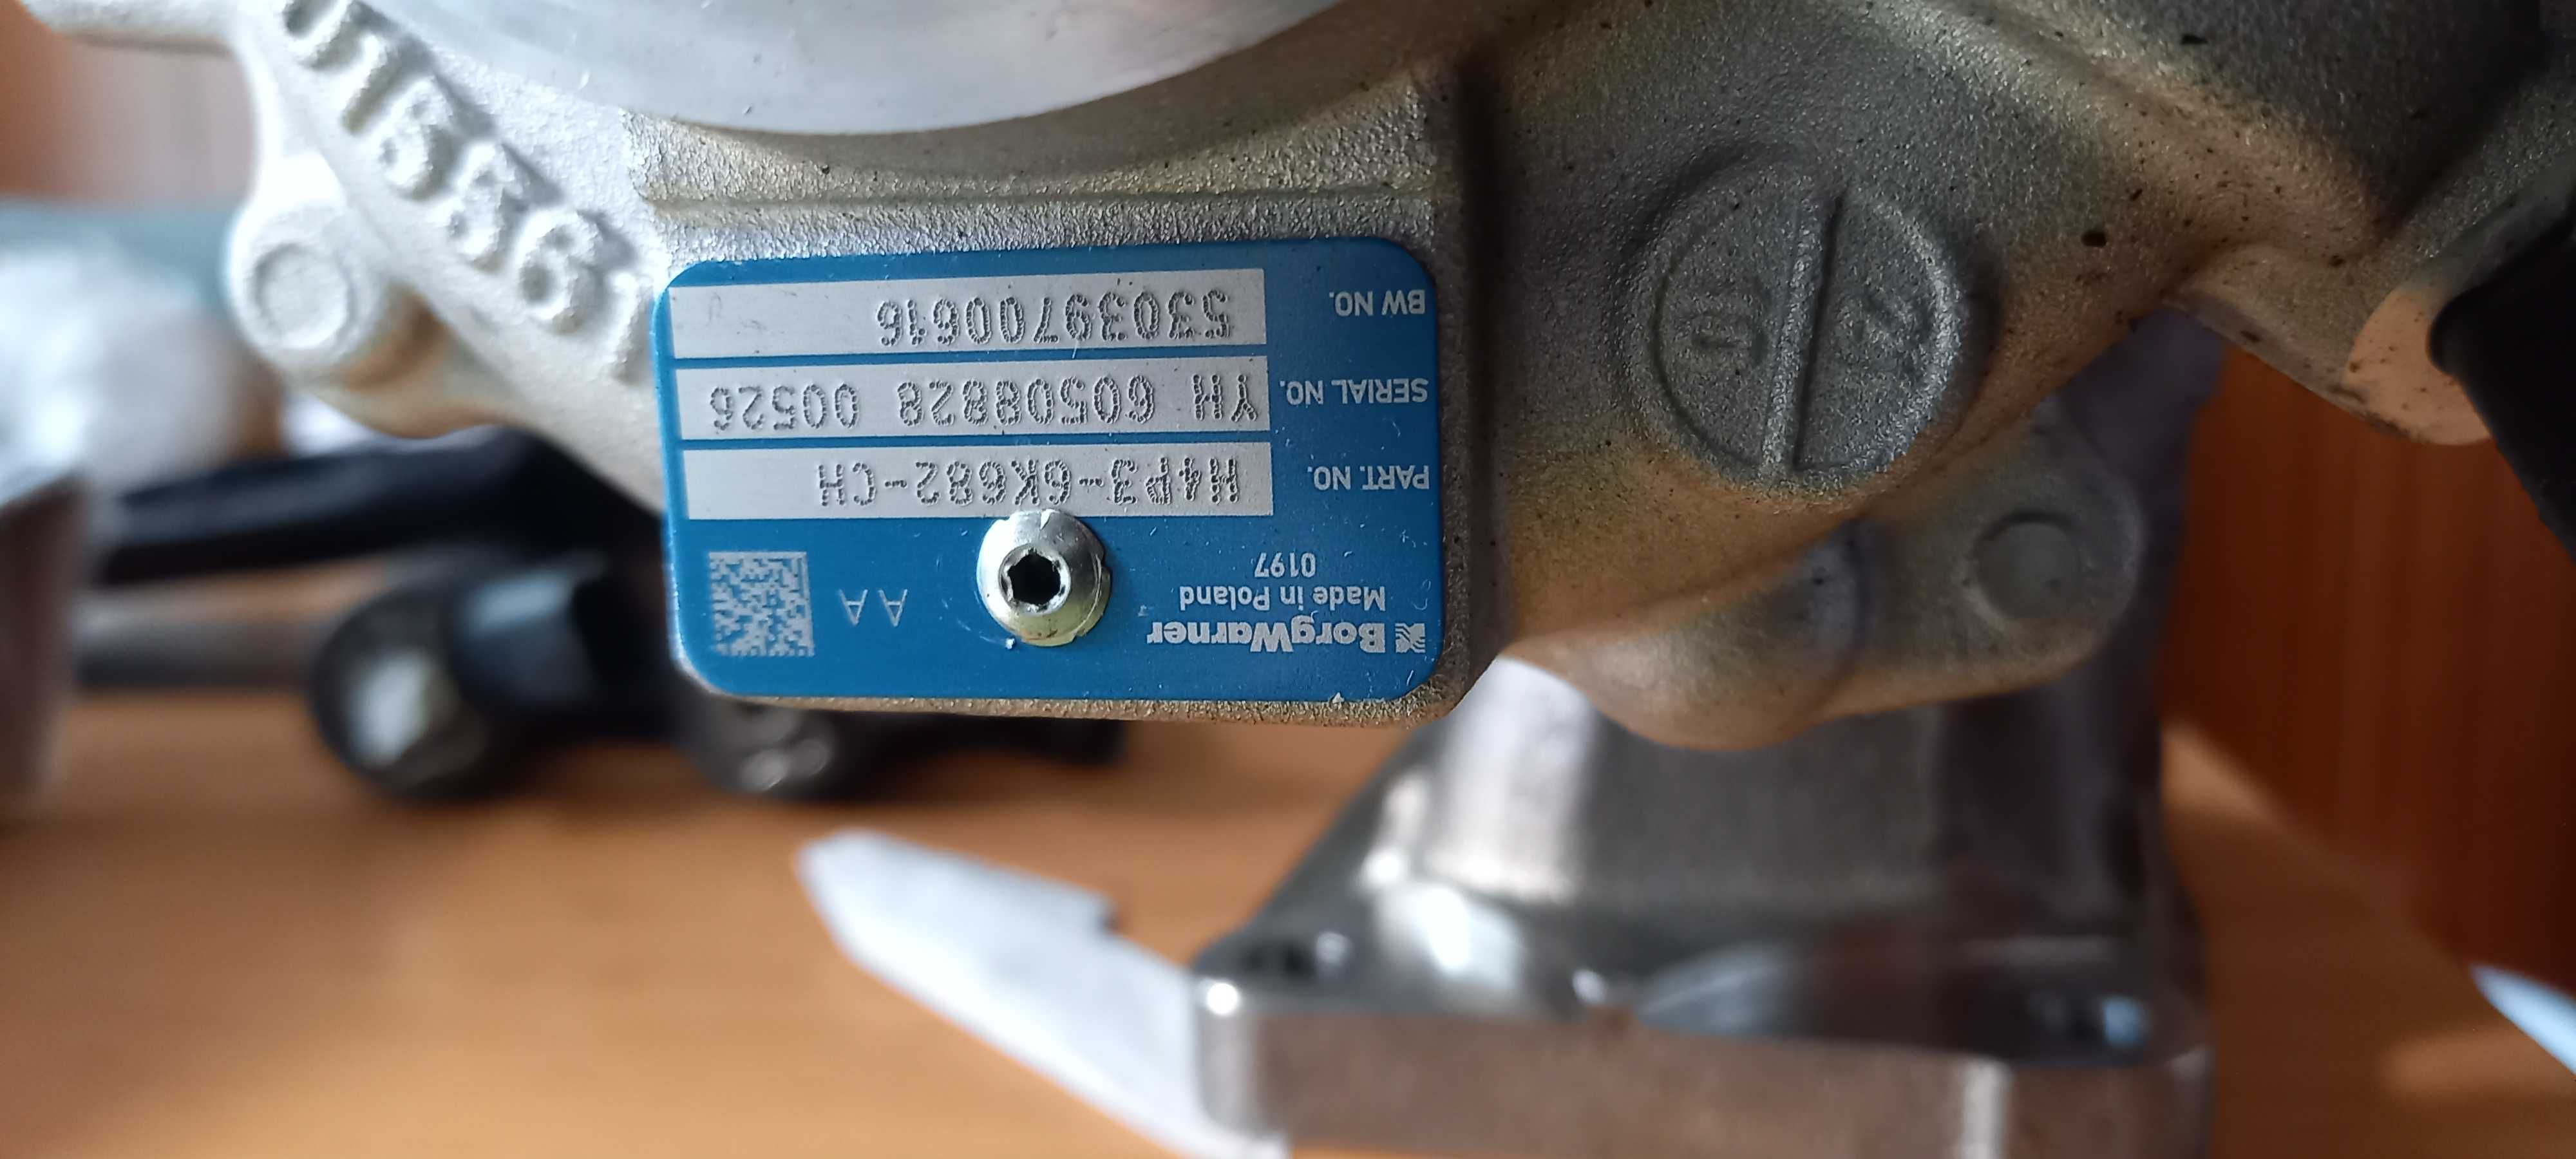 BorgWarner
Made in Poland
0197
AA
PART. NO. H4P3-6K682-CH
SERIAL NO. YH 60508828 00526
BW NO. 53039700616